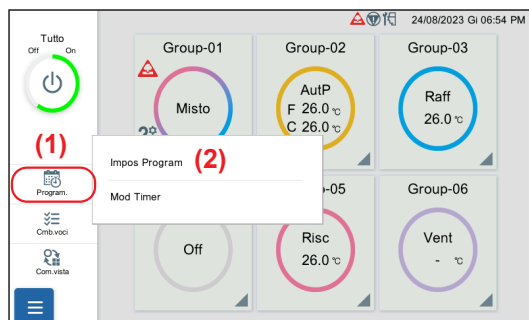 24/08/2023 Gi 06:54 PM
Tutto
Off On
(1)
Program.
Cmb.voci
Com.vista
Group-01
Misto
Group-02
AutP
F 26.0 °C
C 26.0 °C
Group-03
Raff
26.0 °C
Impos Program (2)
Mod Timer
Off
-05
Risc
26.0 °C
Group-06
Vent
- °C